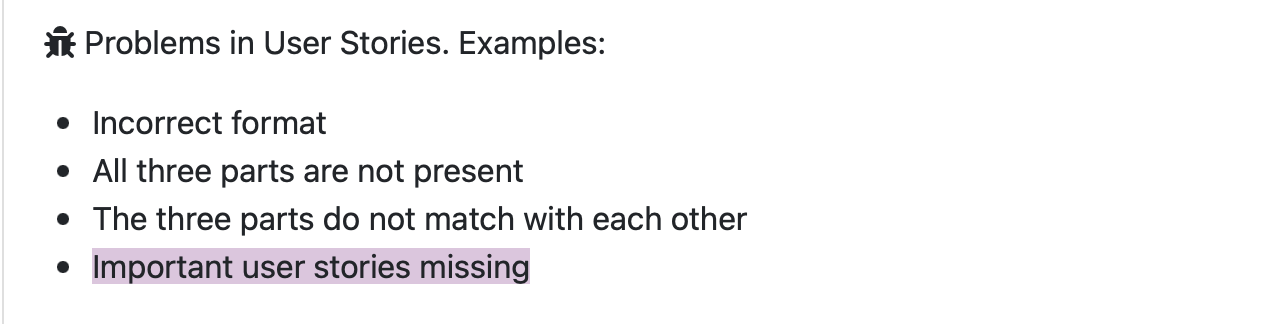 Problems in User Stories. Examples:
Incorrect format
All three parts are not present
The three parts do not match with each other
Important user stories missing